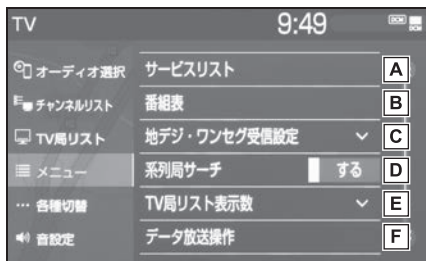 TV
9:49
DCM
オーディオ選択
チャンネルリスト
TV局リスト
メニュー
各種切替
音設定
サービスリスト
A
番組表
B
地デジ・ワンセグ受信設定
C
系列局サーチ
する
D
TV局リスト表示数
E
データ放送操作
F